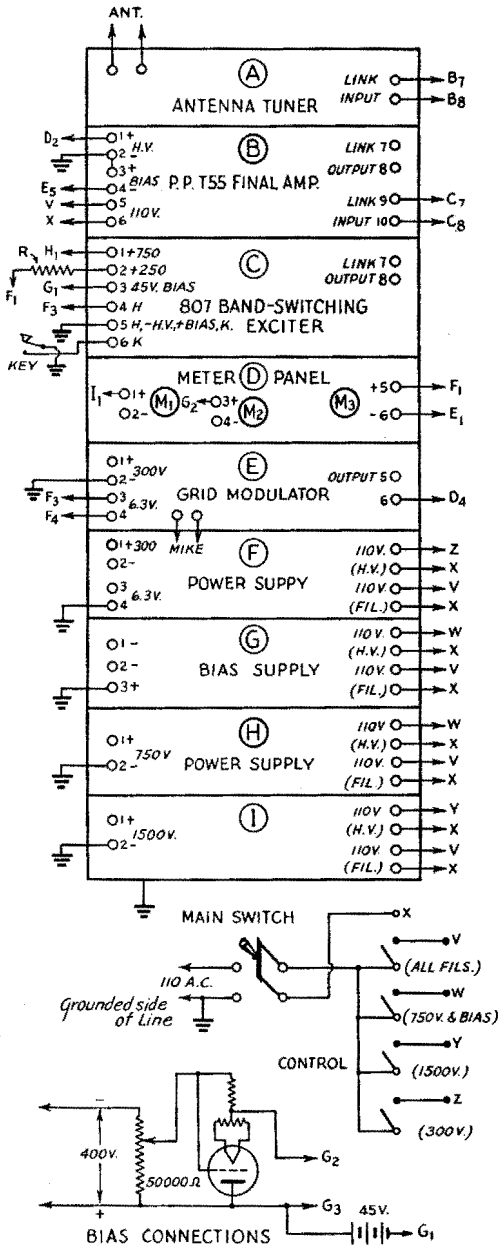 ANT.
A
ANTENNA TUNER
LINK B7
INPUT B8
D2 1+ H.V.
2-
3+
E5 4- BIAS
V 5
X 6 110V.
B
P.P. T55 FINAL AMP.
LINK 7
OUTPUT 8
LINK 9 C7
INPUT 10 C8
R H1 1+750
2+250
F1
G1 3 45V. BIAS
F3 4 H
5 H,-H.V.,+BIAS, K.
6 K
KEY
C
807 BAND-SWITCHING
EXCITER
LINK 7
OUTPUT 8
METER D PANEL
I1 1+ M1 G2 3+ M2 M3 +5 F1
2- 4- -6 E1
1+
2- 300V
F3 3
F4 4 6.3V.
E
GRID MODULATOR
OUTPUT 5
6 D4
MIKE
1+300
2-
3
4 6.3V.
F
POWER SUPPY
110V. Z
(H.V.) X
110V. V
(FIL.) X
1-
2-
3+
G
BIAS SUPPLY
110V. W
(H.V.) X
110V. V
(FIL.) X
1+
2- 750V
H
POWER SUPPLY
110V W
(H.V.) X
110V. V
(FIL.) X
1+
2- 1500V.
I
110V Y
(H.V.) X
110V. V
(FIL.) X
MAIN SWITCH
X
110 A.C.
Grounded side
of Line
V
(ALL FILS.)
W
(750V. & BIAS)
CONTROL
Y
(1500V.)
Z
(300V.)
-
400V.
+
50000Ω
G2
G3
45V.
G1
BIAS CONNECTIONS